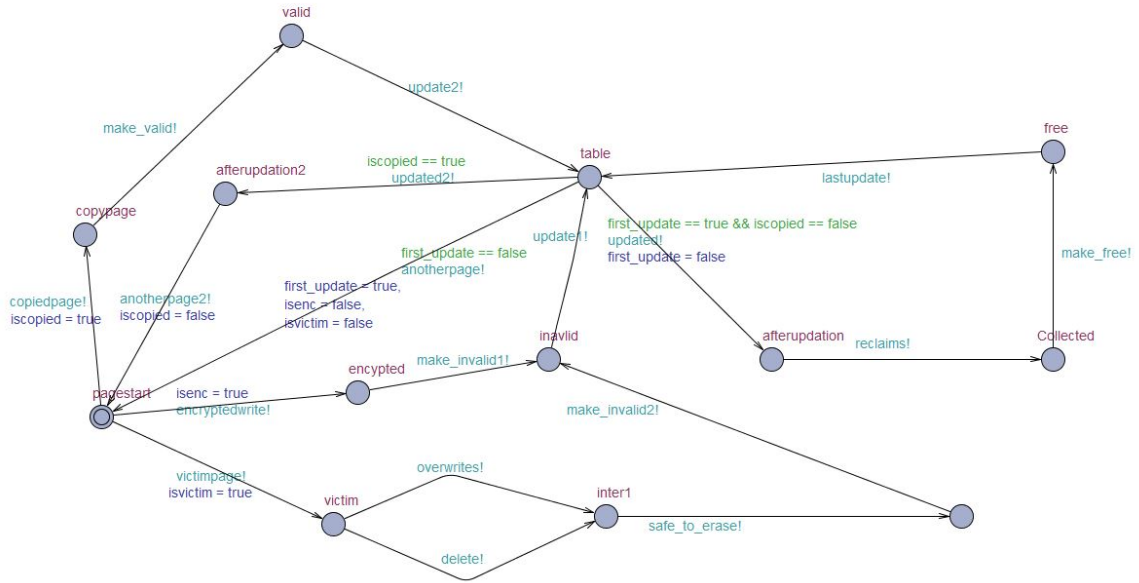 valid
update2!
make_valid!
free
table
iscopied == true
updated2!
afterupdation2
lastupdate!
copypage
first_update == true && iscopied == false
updated!
first_update = false
update1!
first_update == false
anotherpage!
make_free!
first_update = true,
isenc = false,
isvictim = false
copiedpage!
iscopied = true
anotherpage2!
iscopied = false
inavlid
afterupdation
reclaims!
Collected
encypted
make_invalid1!
pagestart
isenc = true
encryptedwrite!
make_invalid2!
victimpage!
isvictim = true
overwrites!
victim
inter1
safe_to_erase!
delete!